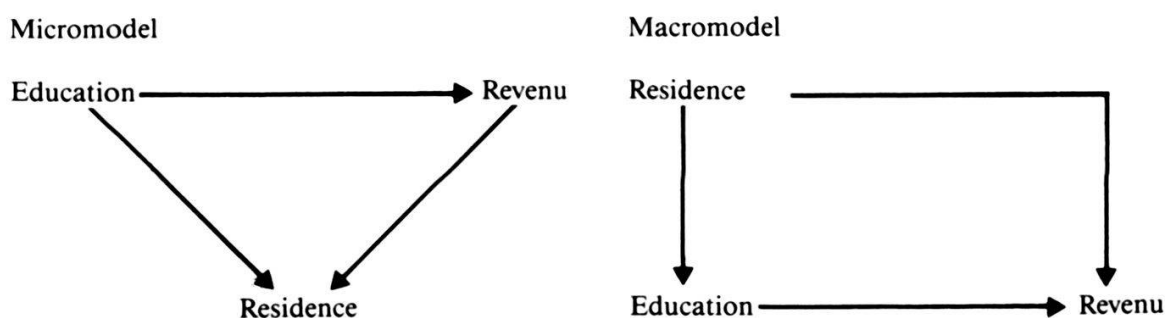 Micromodel
Education
Revenu
Residence
Macromodel
Residence
Education
Revenu